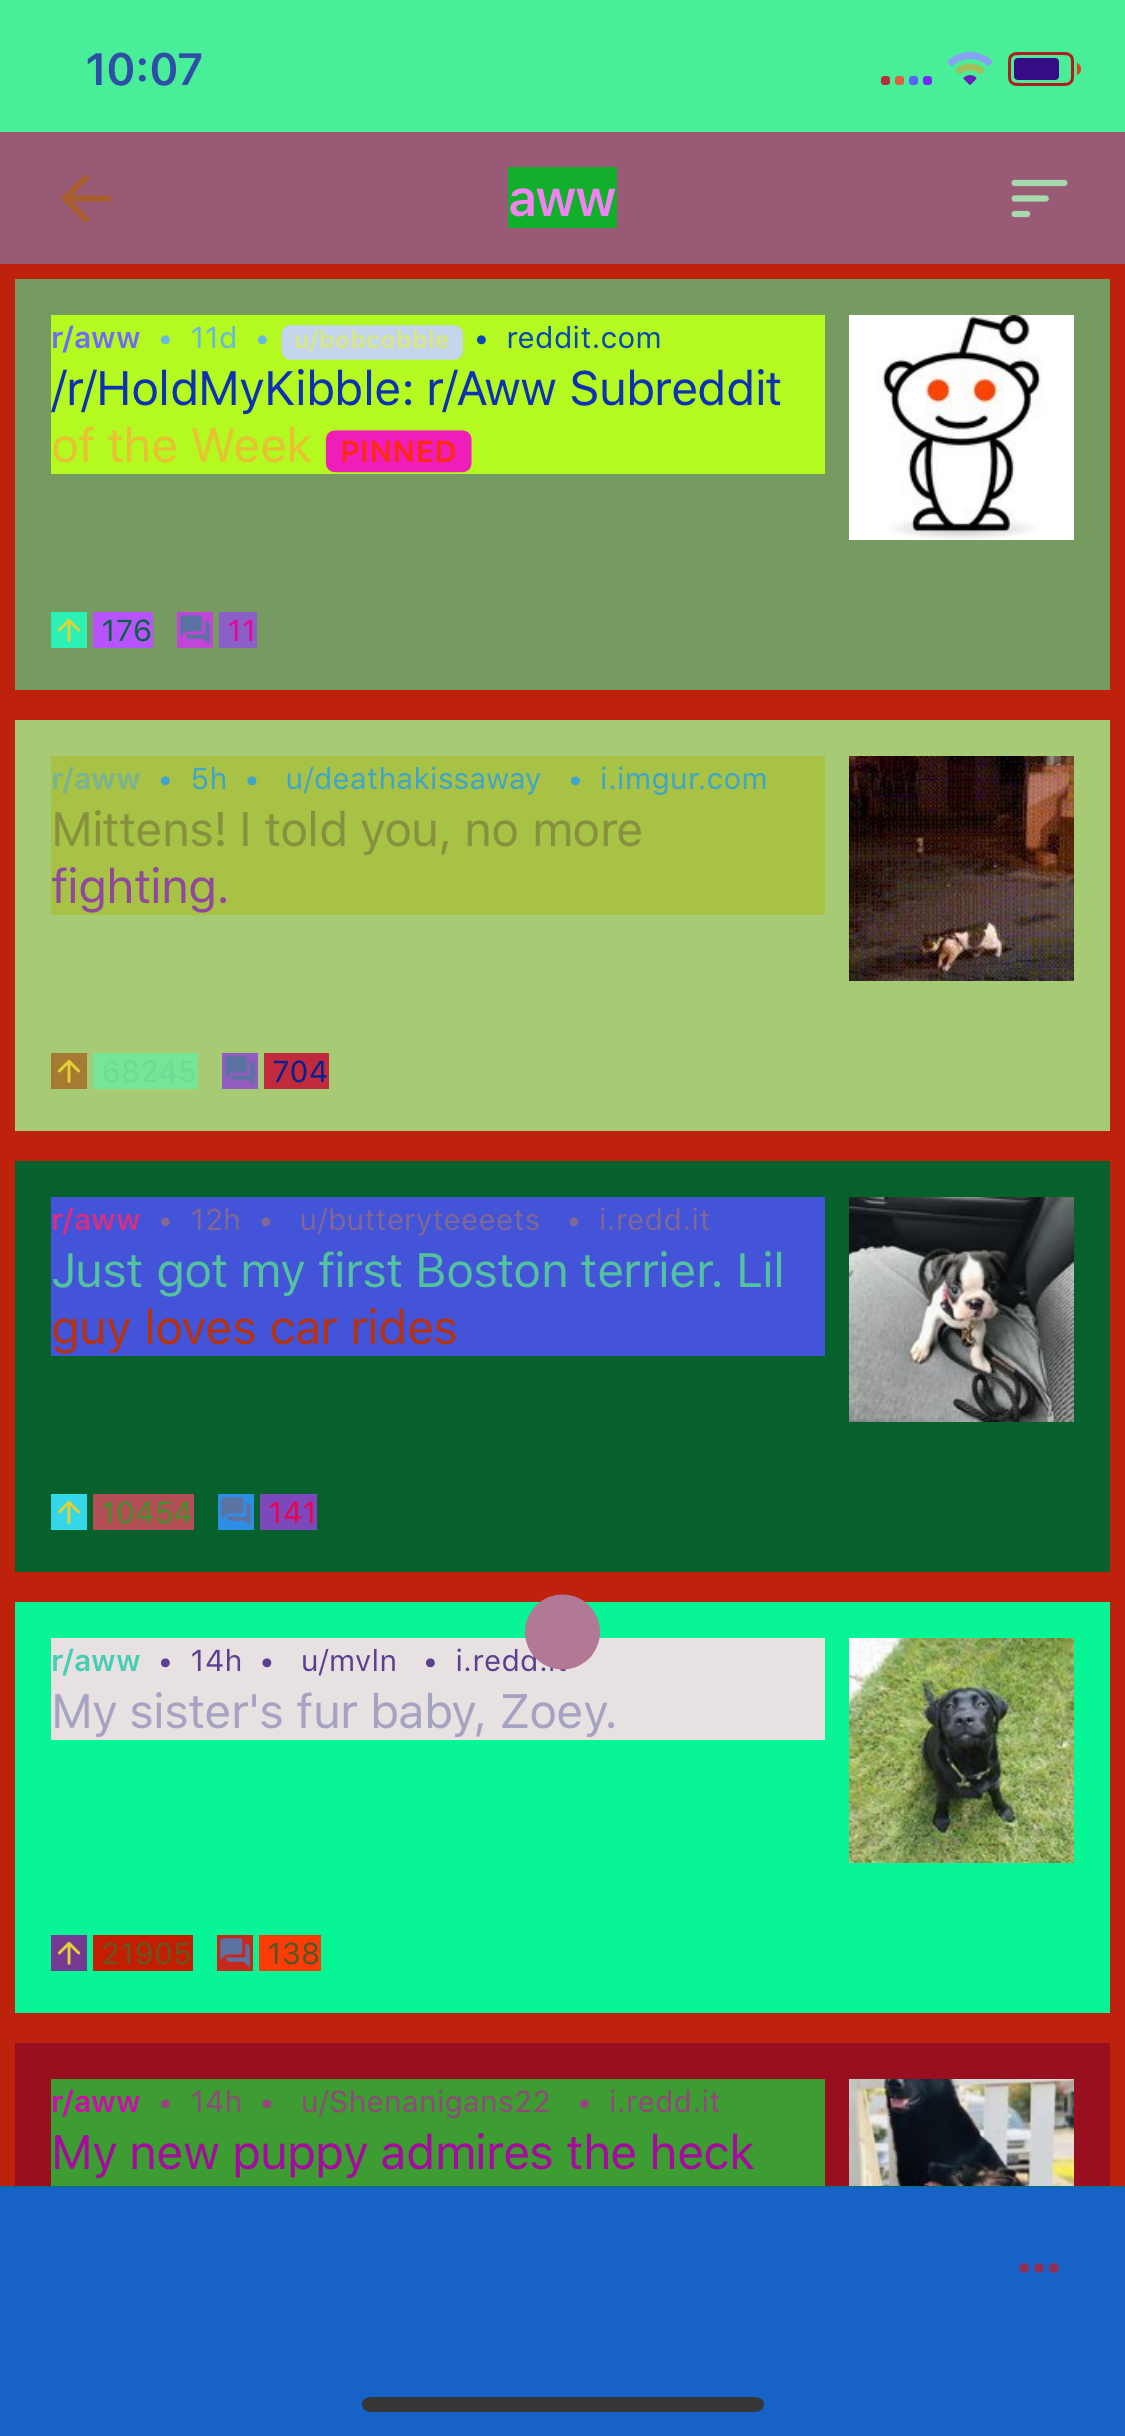 10:07
aww
r/aww • 11d • u/bobcobble • reddit.com
/r/HoldMyKibble: r/Aww Subreddit
of the Week PINNED
176 11
r/aww • 5h • u/deathakissaway • i.imgur.com
Mittens! I told you, no more
fighting.
68245 704
r/aww • 12h • u/butteryteeeets • i.redd.it
Just got my first Boston terrier. Lil
guy loves car rides
10454 141
r/aww • 14h • u/mvln •
My sister's fur baby, Zoey.
21905 138
r/aww • 14h • u/Shenanigans22 • i.redd.it
My new puppy admires the heck